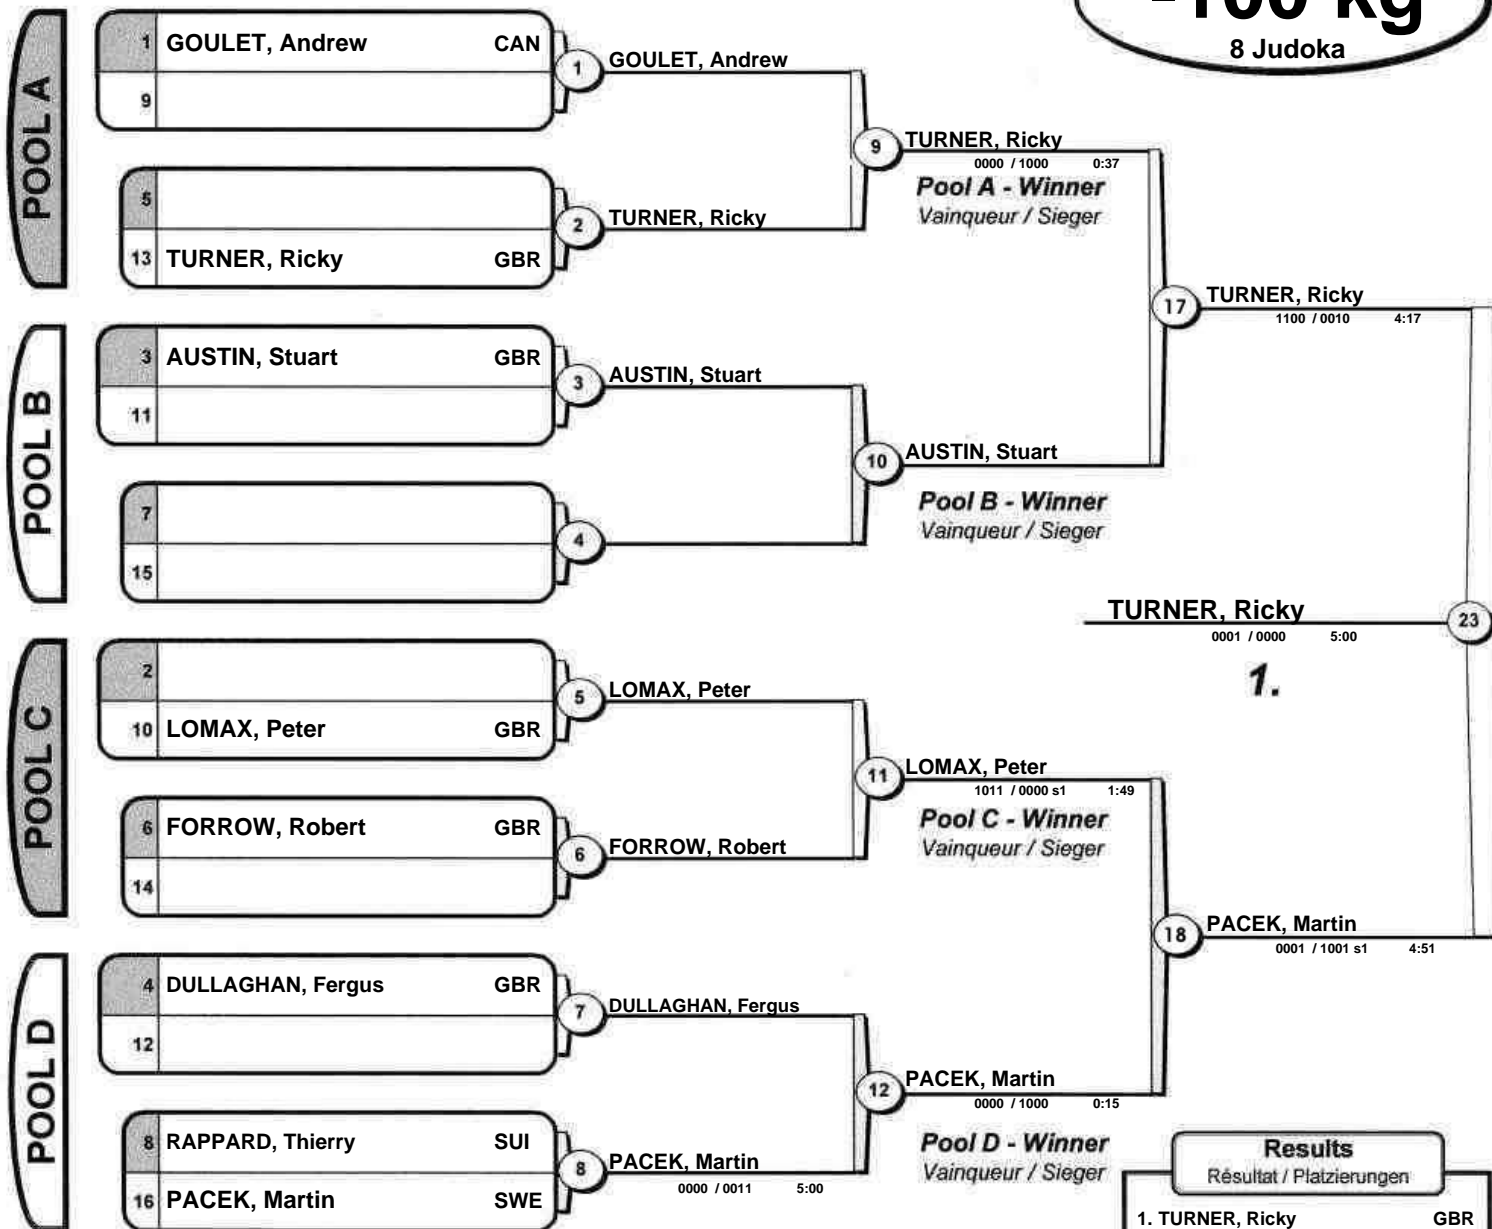 -100 kg
8 Judoka
POOL A
1 GOULET, Andrew CAN
9
1 GOULET, Andrew
5
13 TURNER, Ricky GBR
2 TURNER, Ricky
9 TURNER, Ricky
0000 / 1000 0:37
Pool A - Winner
Vainqueur / Sieger
POOL B
3 AUSTIN, Stuart GBR
11
3 AUSTIN, Stuart
7
15
4
10 AUSTIN, Stuart
Pool B - Winner
Vainqueur / Sieger
17 TURNER, Ricky
1100 / 0010 4:17
TURNER, Ricky 23
0001 / 0000 5:00
1.
POOL C
2
10 LOMAX, Peter GBR
5 LOMAX, Peter
6 FORROW, Robert GBR
14
6 FORROW, Robert
11 LOMAX, Peter
1011 / 0000 s1 1:49
Pool C - Winner
Vainqueur / Sieger
18 PACEK, Martin
0001 / 1001 s1 4:51
POOL D
4 DULLAGHAN, Fergus GBR
12
7 DULLAGHAN, Fergus
8 RAPPARD, Thierry SUI
16 PACEK, Martin SWE
8 PACEK, Martin
0000 / 0011 5:00
12 PACEK, Martin
0000 / 1000 0:15
Pool D - Winner
Vainqueur / Sieger
Results
Résultat / Platzierungen
1. TURNER, Ricky GBR